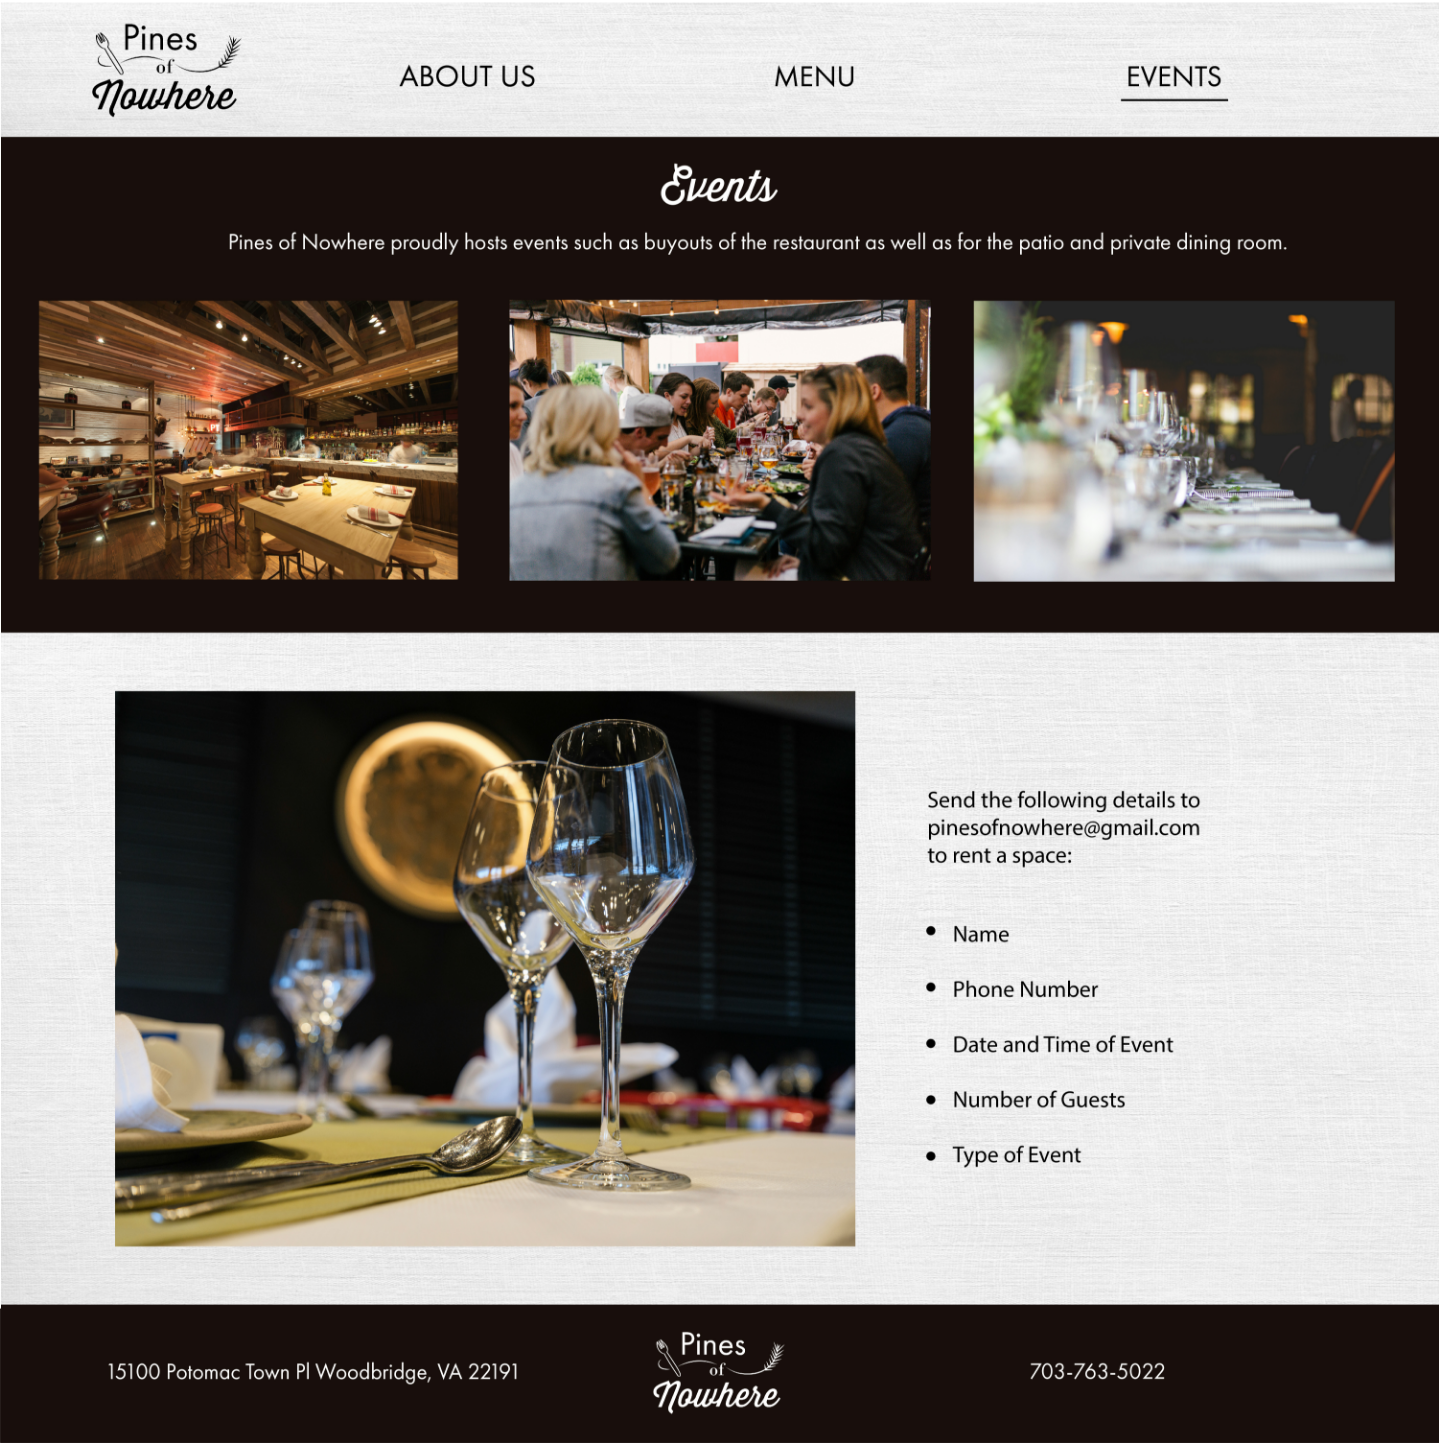 Pines
of
Nowhere
ABOUT US
MENU
EVENTS
Events
Pines of Nowhere proudly hosts events such as buyouts of the restaurant as well as for the patio and private dining room.
Send the following details to
pinesofnowhere@gmail.com
to rent a space:
• Name
• Phone Number
• Date and Time of Event
• Number of Guests
• Type of Event
15100 Potomac Town Pl Woodbridge, VA 22191
Pines
of
Nowhere
703-763-5022